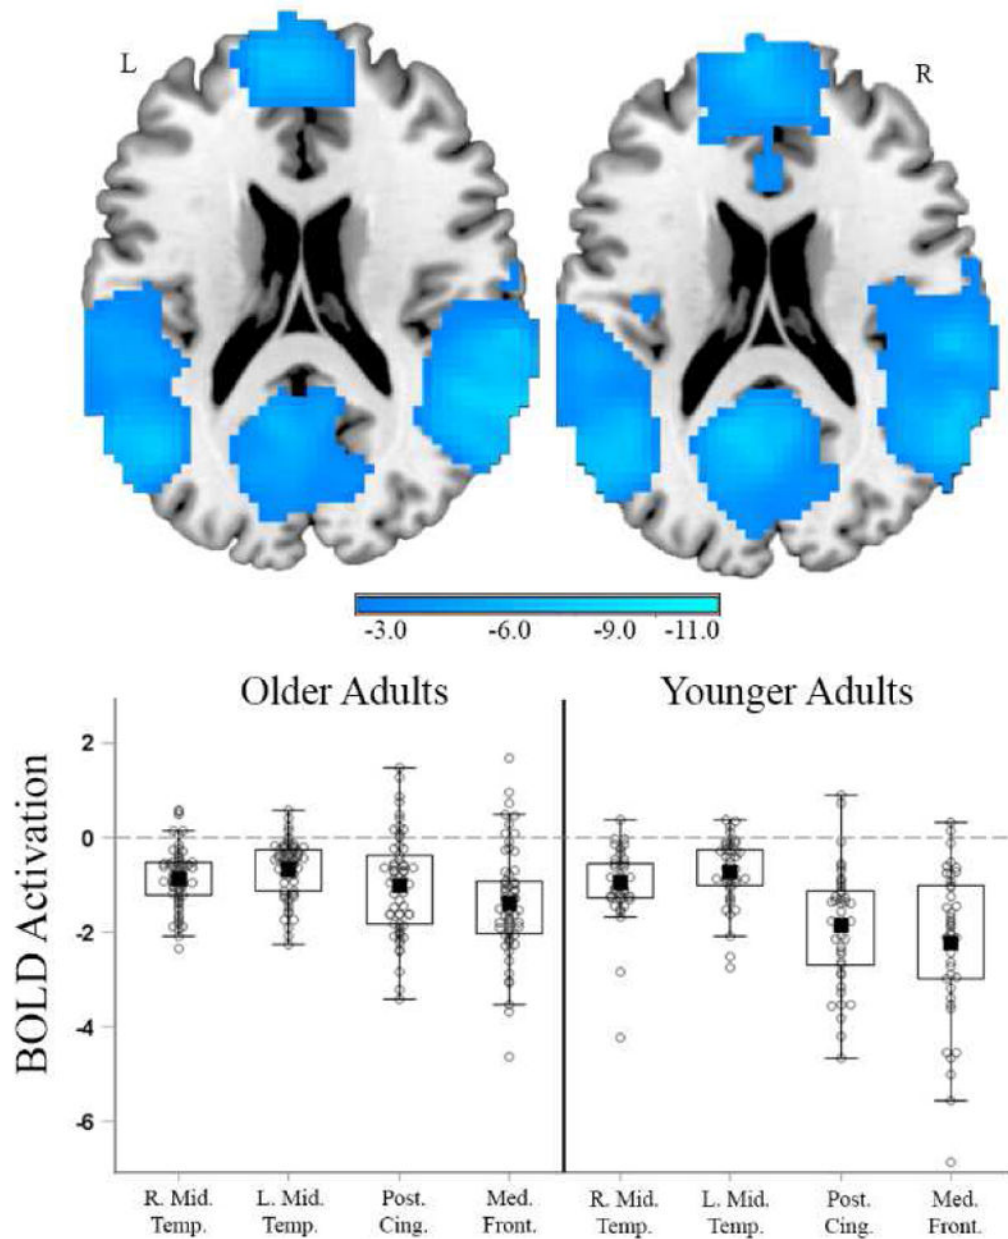 L
R
-3.0 -6.0 -9.0 -11.0
Older Adults Younger Adults
BOLD Activation
2
0
-2
-4
-6
R. Mid. L. Mid. Post. Med. R. Mid. L. Mid. Post. Med.
Temp. Temp. Cing. Front. Temp. Temp. Cing. Front.